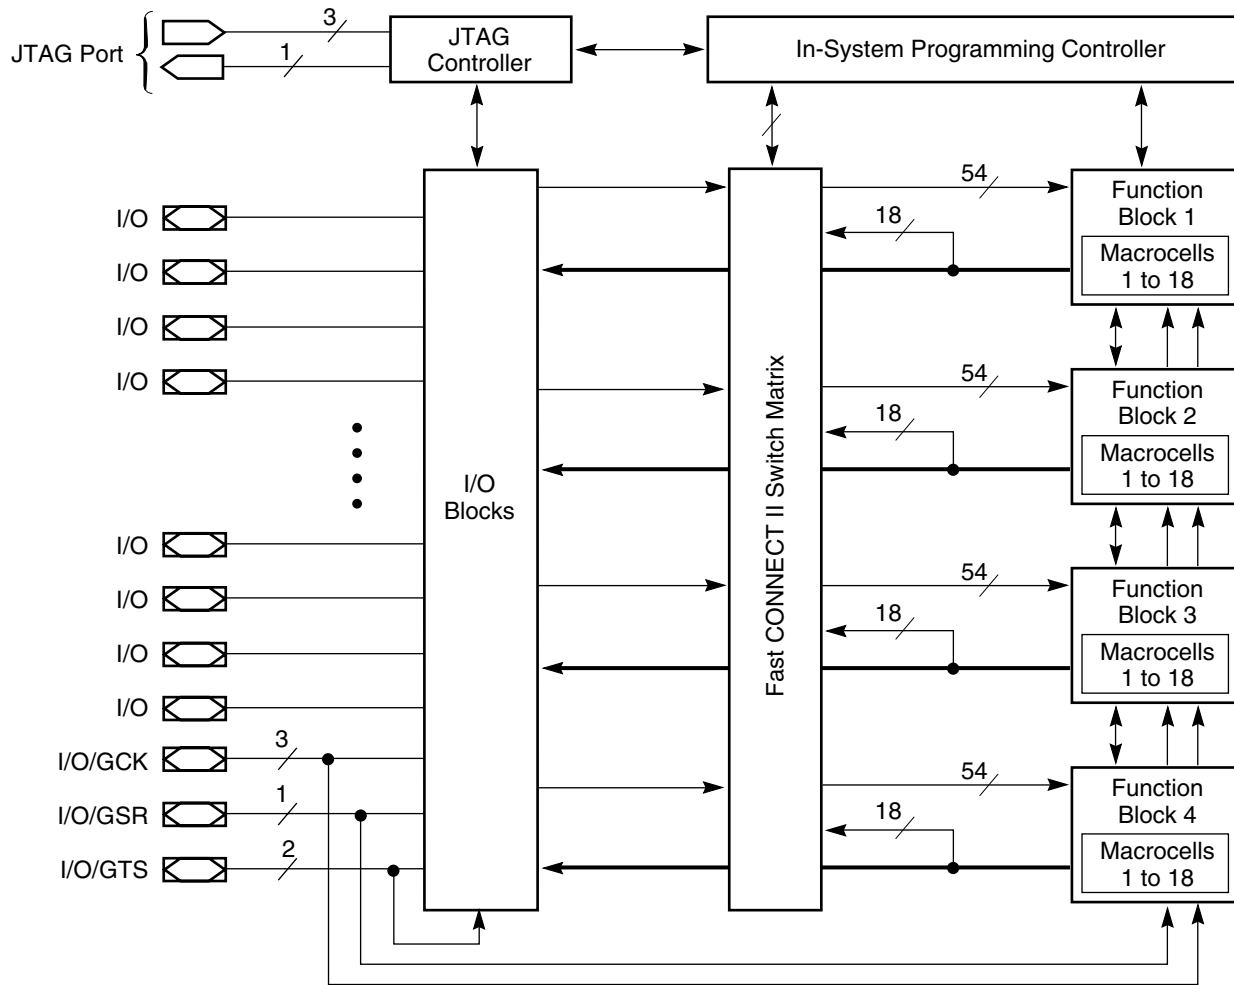 JTAG Port
3
1
JTAG
Controller
In-System Programming Controller
I/O
I/O
I/O
I/O
I/O
I/O
I/O
I/O
I/O/GCK
3
I/O/GSR
1
I/O/GTS
2
I/O
Blocks
Fast CONNECT II Switch Matrix
54
18
Function
Block 1
Macrocells
1 to 18
54
18
Function
Block 2
Macrocells
1 to 18
54
18
Function
Block 3
Macrocells
1 to 18
54
18
Function
Block 4
Macrocells
1 to 18